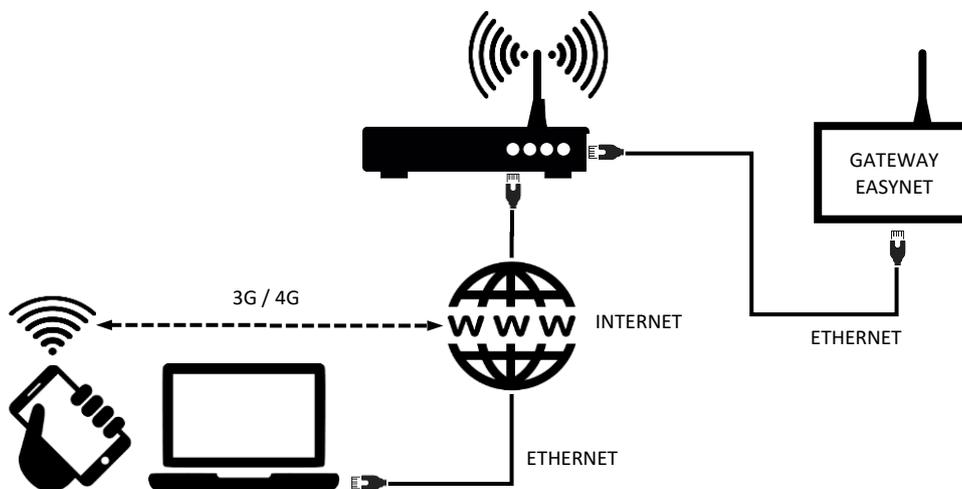 GATEWAY
EASYNET
3G / 4G
W W W
INTERNET
ETHERNET
ETHERNET